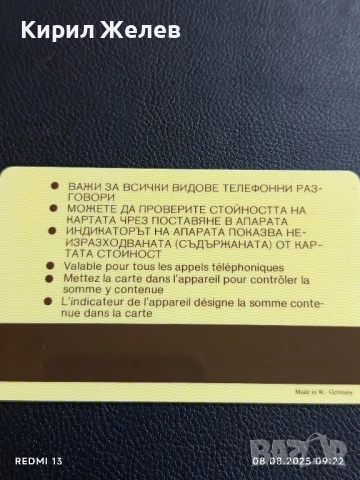 Кирил Желев
● ВАЖИ ЗА ВСИЧКИ ВИДОВЕ ТЕЛЕФОННИ РАЗ-
ГОВОРИ
● МОЖЕТЕ ДА ПРОВЕРИТЕ СТОЙНОСТТА НА
КАРТАТА ЧРЕЗ ПОСТАВЯНЕ В АПАРАТА
● ИНДИКАТОРЪТ НА АПАРАТА ПОКАЗВА НЕ-
ИЗРАЗХОДВАНАТА (СЪДЪРЖАНАТА) ОТ КАР-
ТАТА СТОЙНОСТ
● Valable pour tous les appels téléphoniques
● Mettez la carte dans l'appareil pour contrôler la
somme y contenue
● L'indicateur de l'appareil désigne la somme conte-
nue dans la carte
Made in W.- Germany
REDMI 13
08.08.2025 09:22
BAZAR
bg